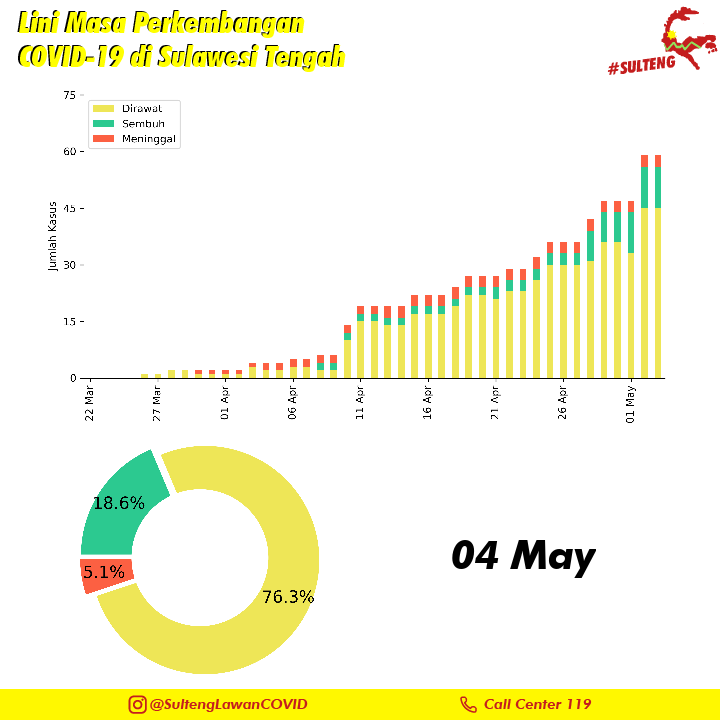 Lini Masa Perkembangan
COVID-19 di Sulawesi Tengah
#SULTENG
75
60
45
30
15
0
Jumlah Kasus
Dirawat
Sembuh
Meninggal
22 Mar
27 Mar
01 Apr
06 Apr
11 Apr
16 Apr
21 Apr
26 Apr
01 May
18.6%
5.1%
76.3%
04 May
@SultengLawanCOVID
Call Center 119